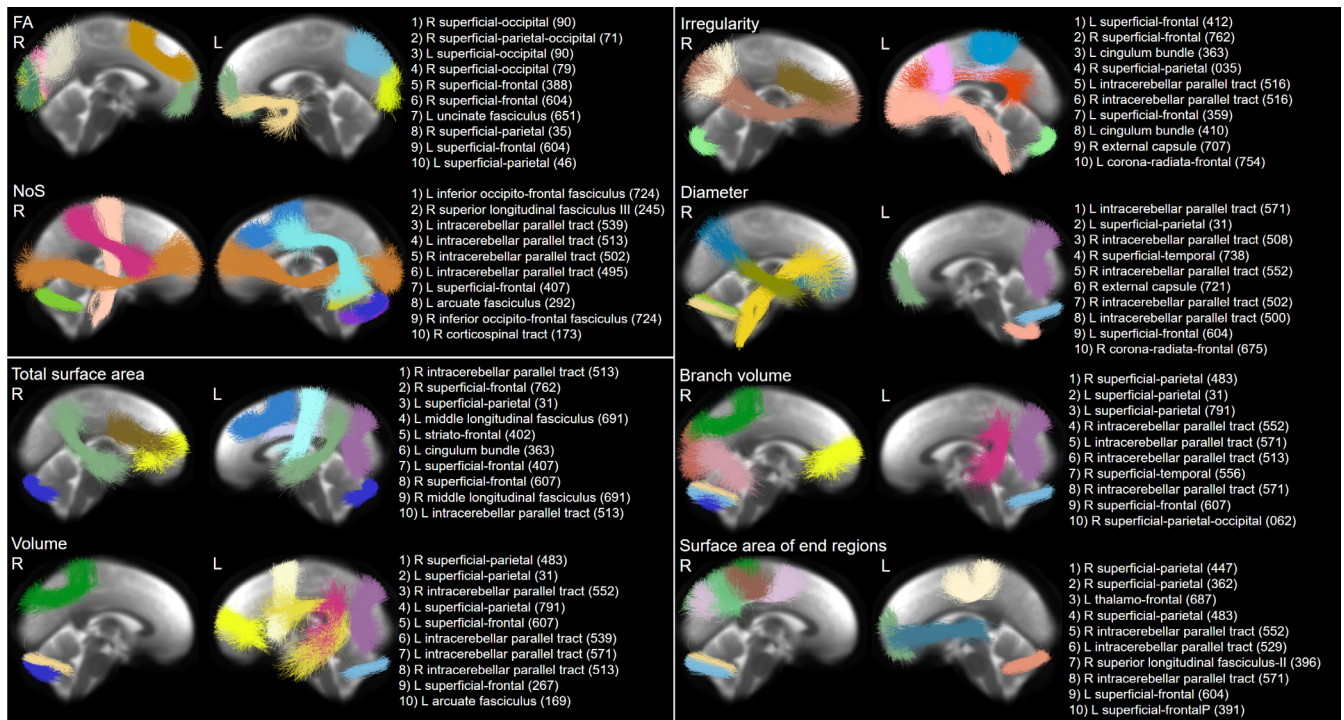 FA
R
L
1) R superficial-occipital (90)
2) R superficial-parietal-occipital (71)
3) L superficial-occipital (90)
4) R superficial-occipital (79)
5) R superficial-frontal (388)
6) R superficial-frontal (604)
7) L uncinate fasciculus (651)
8) R superficial-parietal (35)
9) L superficial-frontal (604)
10) L superficial-parietal (46)
NoS
R
1) L inferior occipito-frontal fasciculus (724)
2) R superior longitudinal fasciculus III (245)
3) L intracerebellar parallel tract (539)
4) L intracerebellar parallel tract (513)
5) R intracerebellar parallel tract (502)
6) L intracerebellar parallel tract (495)
7) L superficial-frontal (407)
8) L arcuate fasciculus (292)
9) R inferior occipito-frontal fasciculus (724)
10) R corticospinal tract (173)
Total surface area
R
L
1) R intracerebellar parallel tract (513)
2) R superficial-frontal (762)
3) L superficial-parietal (31)
4) L middle longitudinal fasciculus (691)
5) L striato-frontal (402)
6) L cingulum bundle (363)
7) L superficial-frontal (407)
8) R superficial-frontal (607)
9) R middle longitudinal fasciculus (691)
10) L intracerebellar parallel tract (513)
Volume
R
L
1) R superficial-parietal (483)
2) L superficial-parietal (31)
3) R intracerebellar parallel tract (552)
4) L superficial-parietal (791)
5) L superficial-frontal (607)
6) L intracerebellar parallel tract (539)
7) L intracerebellar parallel tract (571)
8) R intracerebellar parallel tract (513)
9) L superficial-frontal (267)
10) L arcuate fasciculus (169)
Irregularity
R
L
1) L superficial-frontal (412)
2) R superficial-frontal (762)
3) L cingulum bundle (363)
4) R superficial-parietal (035)
5) L intracerebellar parallel tract (516)
6) R intracerebellar parallel tract (516)
7) L superficial-frontal (359)
8) L cingulum bundle (410)
9) R external capsule (707)
10) L corona-radiata-frontal (754)
Diameter
R
L
1) L intracerebellar parallel tract (571)
2) L superficial-parietal (31)
3) R intracerebellar parallel tract (508)
4) R superficial-temporal (738)
5) R intracerebellar parallel tract (552)
6) R external capsule (721)
7) R intracerebellar parallel tract (502)
8) L intracerebellar parallel tract (500)
9) L superficial-frontal (604)
10) R corona-radiata-frontal (675)
Branch volume
R
L
1) R superficial-parietal (483)
2) L superficial-parietal (31)
3) L superficial-parietal (791)
4) R intracerebellar parallel tract (552)
5) L intracerebellar parallel tract (571)
6) R intracerebellar parallel tract (513)
7) R superficial-temporal (556)
8) R intracerebellar parallel tract (571)
9) R superficial-frontal (607)
10) R superficial-parietal-occipital (062)
Surface area of end regions
R
L
1) R superficial-parietal (447)
2) R superficial-parietal (362)
3) L thalamo-frontal (687)
4) R superficial-parietal (483)
5) R intracerebellar parallel tract (552)
6) L intracerebellar parallel tract (529)
7) R superior longitudinal fasciculus-II (396)
8) R intracerebellar parallel tract (571)
9) L superficial-frontal (604)
10) L superficial-frontalP (391)